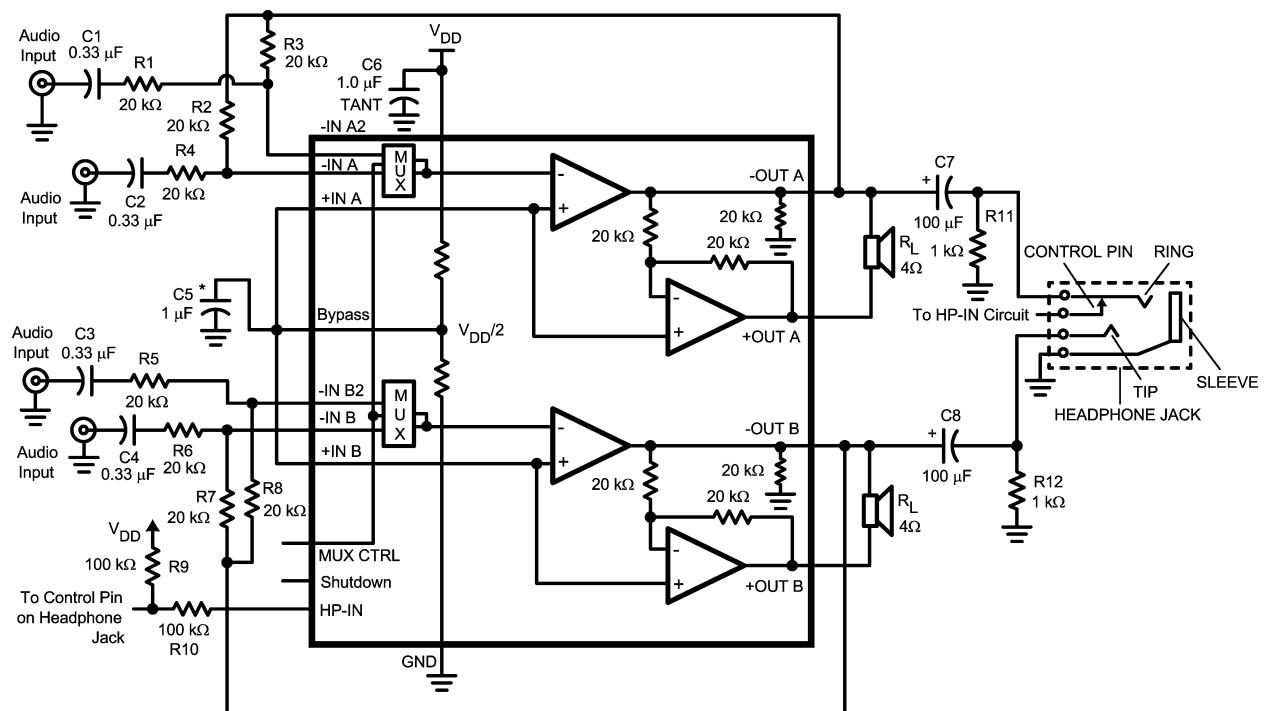 Audio
Input
C1
0.33 µF
R1
20 kΩ
R3
20 kΩ
R2
20 kΩ
VDD
C6
1.0 µF
TANT
Audio
Input
C2
0.33 µF
R4
20 kΩ
-IN A2
-IN A
+IN A
MUX
-
+
20 kΩ
20 kΩ
20 kΩ
-
+
-OUT A
+OUT A
RL
4Ω
C7
+
100 µF
R11
1 kΩ
CONTROL PIN
RING
To HP-IN Circuit
TIP
SLEEVE
HEADPHONE JACK
C5 *
1 µF
Bypass
VDD/2
Audio
Input
C3
0.33 µF
R5
20 kΩ
Audio
Input
C4
0.33 µF
R6
20 kΩ
R7
20 kΩ
R8
20 kΩ
-IN B2
-IN B
+IN B
MUX
-
+
20 kΩ
20 kΩ
20 kΩ
-
+
-OUT B
+OUT B
RL
4Ω
C8
+
100 µF
R12
1 kΩ
VDD
100 kΩ
R9
To Control Pin
on Headphone
Jack
100 kΩ
R10
MUX CTRL
Shutdown
HP-IN
GND